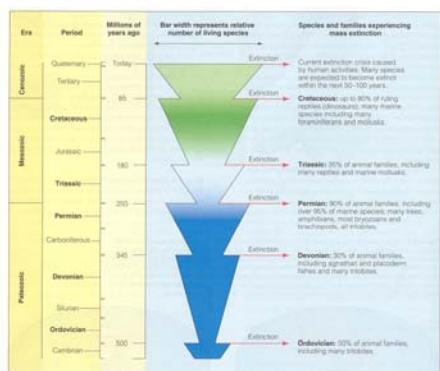 Era
Period
Millions of
years ago
Bar width represents relative
number of living species
Species and families experiencing
mass extinction
Cenozoic
Quaternary
Today
Extinction
Current extinction crisis caused
by human activities. Many species
are expected to become extinct
within the next 50–100 years.
Tertiary
65
Extinction
Cretaceous: up to 80% of ruling
reptiles (dinosaurs), many marine
species including many
foraminiferans and mollusks.
Mesozoic
Cretaceous
Jurassic
180
Extinction
Triassic: 35% of animal families, including
many reptiles and marine mollusks.
Triassic
250
Extinction
Permian: 90% of animal families, including
over 95% of marine species; many trees,
amphibians, most bryozoans and
brachiopods, all trilobites.
Paleozoic
Permian
Carboniferous
345
Extinction
Devonian: 30% of animal families,
including agnathan and placoderm
fishes and many trilobites.
Devonian
Silurian
Ordovician
500
Extinction
Ordovician: 50% of animal families,
including many trilobites.
Cambrian